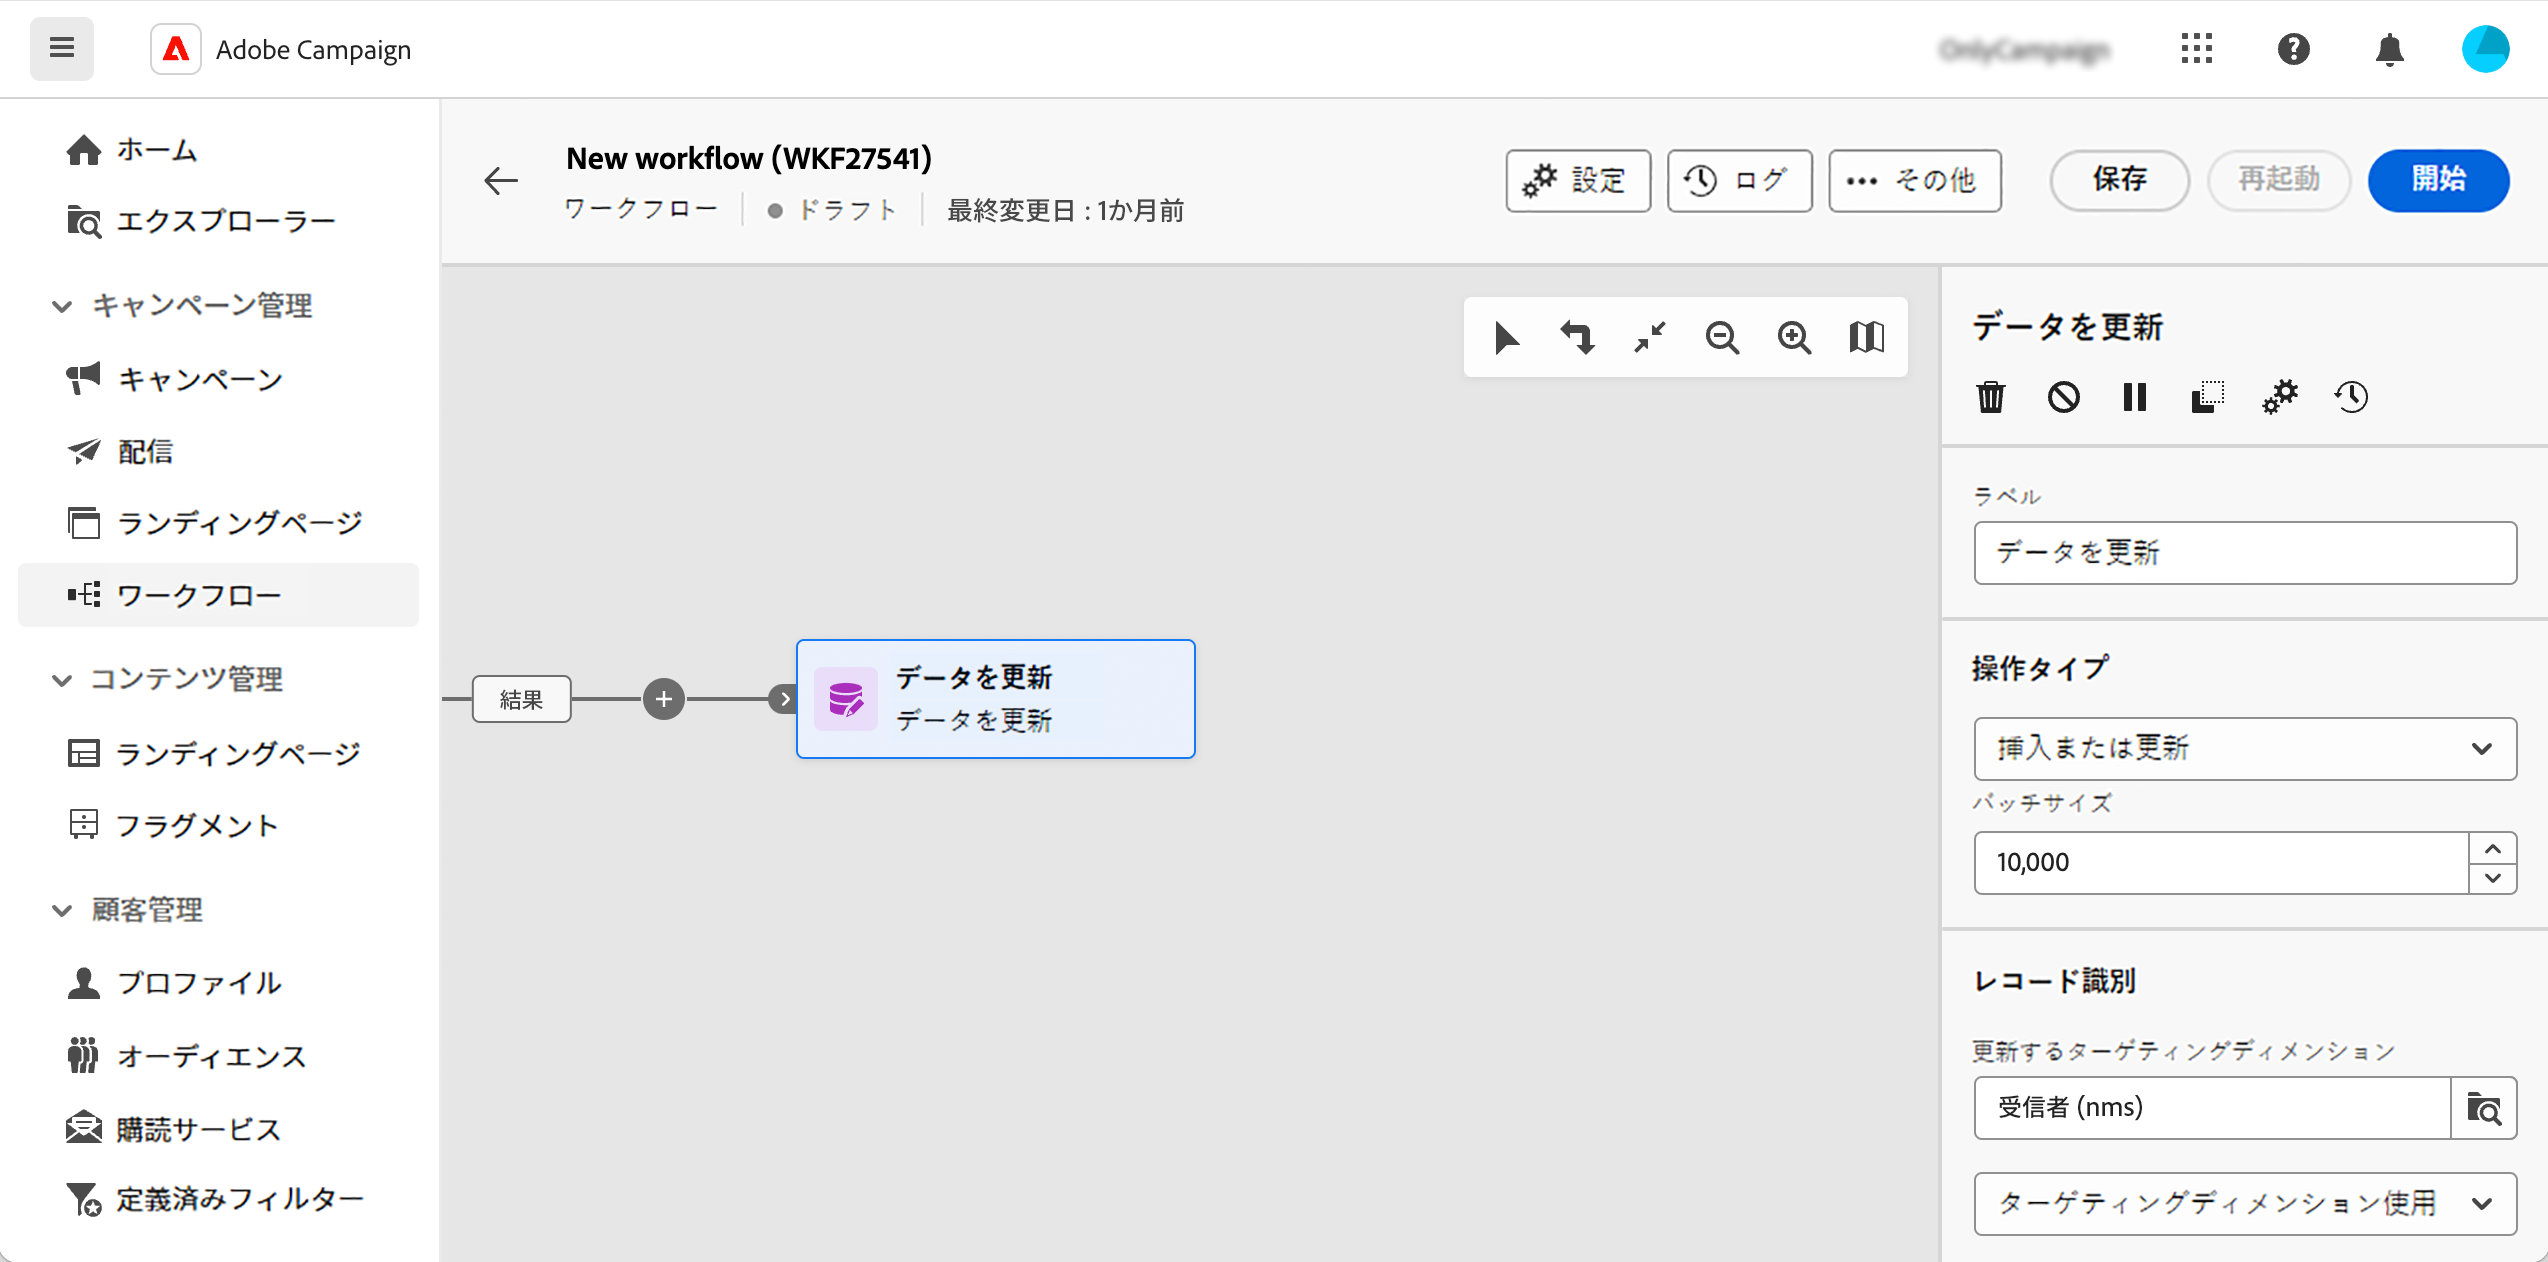 Adobe Campaign
OnlyCampaign
ホーム
エクスプローラー
キャンペーン管理
キャンペーン
配信
ランディングページ
ワークフロー
コンテンツ管理
ランディングページ
フラグメント
顧客管理
プロファイル
オーディエンス
購読サービス
定義済みフィルター
New workflow (WKF27541)
ワークフロー
ドラフト
最終変更日 : 1か月前
設定
ログ
その他
保存
再起動
開始
結果
データを更新
データを更新
データを更新
ラベル
データを更新
操作タイプ
挿入または更新
バッチサイズ
10,000
レコード識別
更新するターゲティングディメンション
受信者 (nms)
ターゲティングディメンション使用